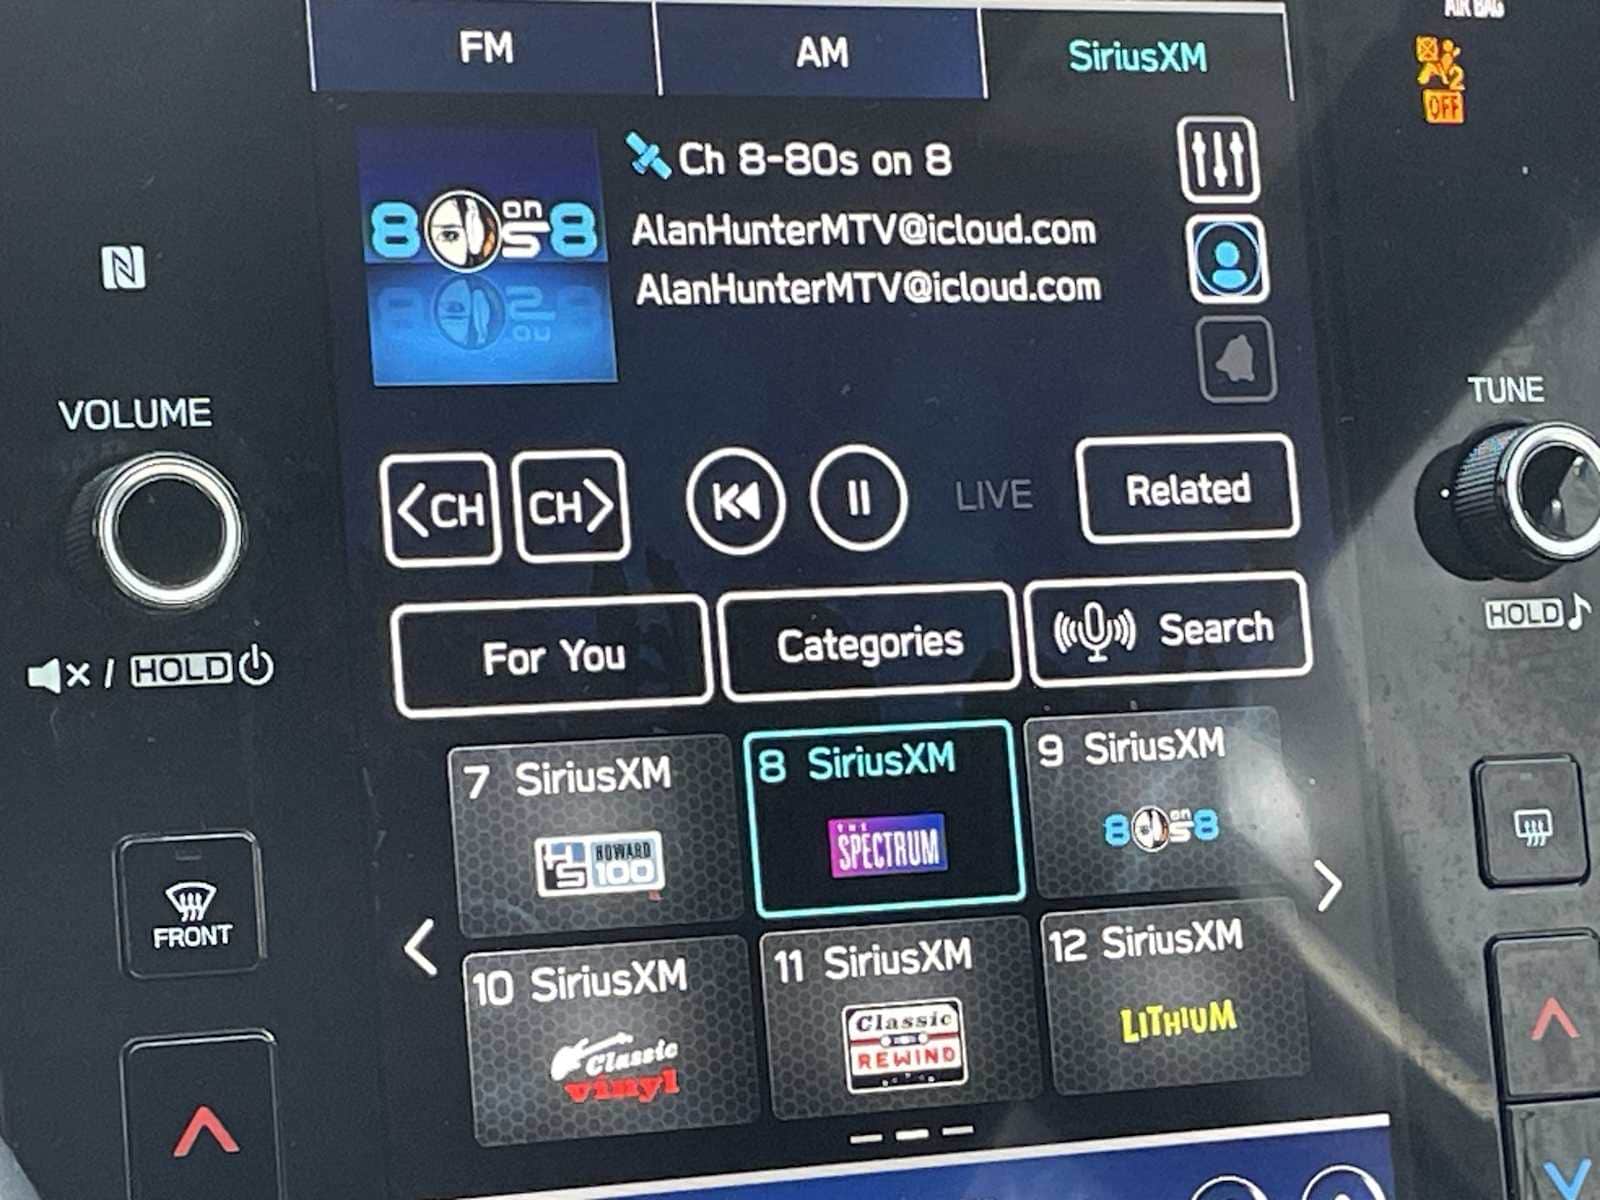 AIR BAG
FM
AM
SiriusXM
2
OFF
Ch 8-80s on 8
80s on 8
AlanHunterMTV@icloud.com
AlanHunterMTV@icloud.com
VOLUME
TUNE
<CH
CH>
LIVE
Related
HOLD
For You
Categories
Search
/ HOLD
7 SiriusXM
HS HOWARD 100
8 SiriusXM
THE SPECTRUM
9 SiriusXM
80s on 8
FRONT
10 SiriusXM
Classic Vinyl
11 SiriusXM
Classic REWIND
12 SiriusXM
LiTHIUM